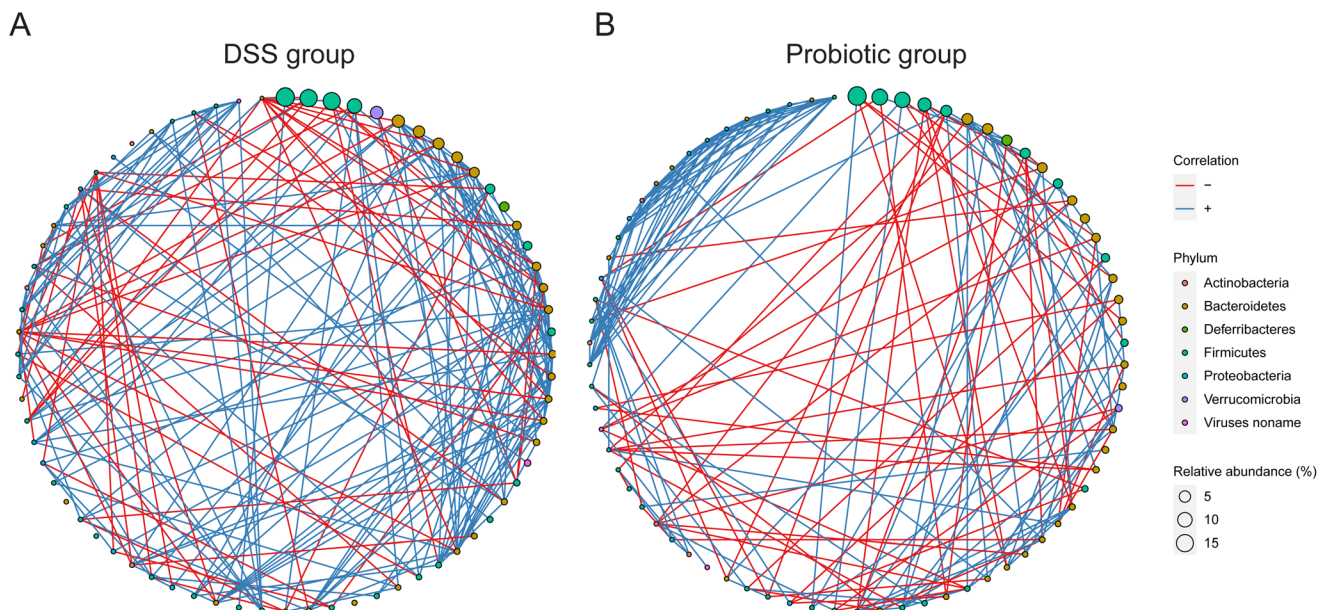 A
DSS group
B
Probiotic group
Correlation
−
+
Phylum
Actinobacteria
Bacteroidetes
Deferribacteres
Firmicutes
Proteobacteria
Verrucomicrobia
Viruses noname
Relative abundance (%)
5
10
15